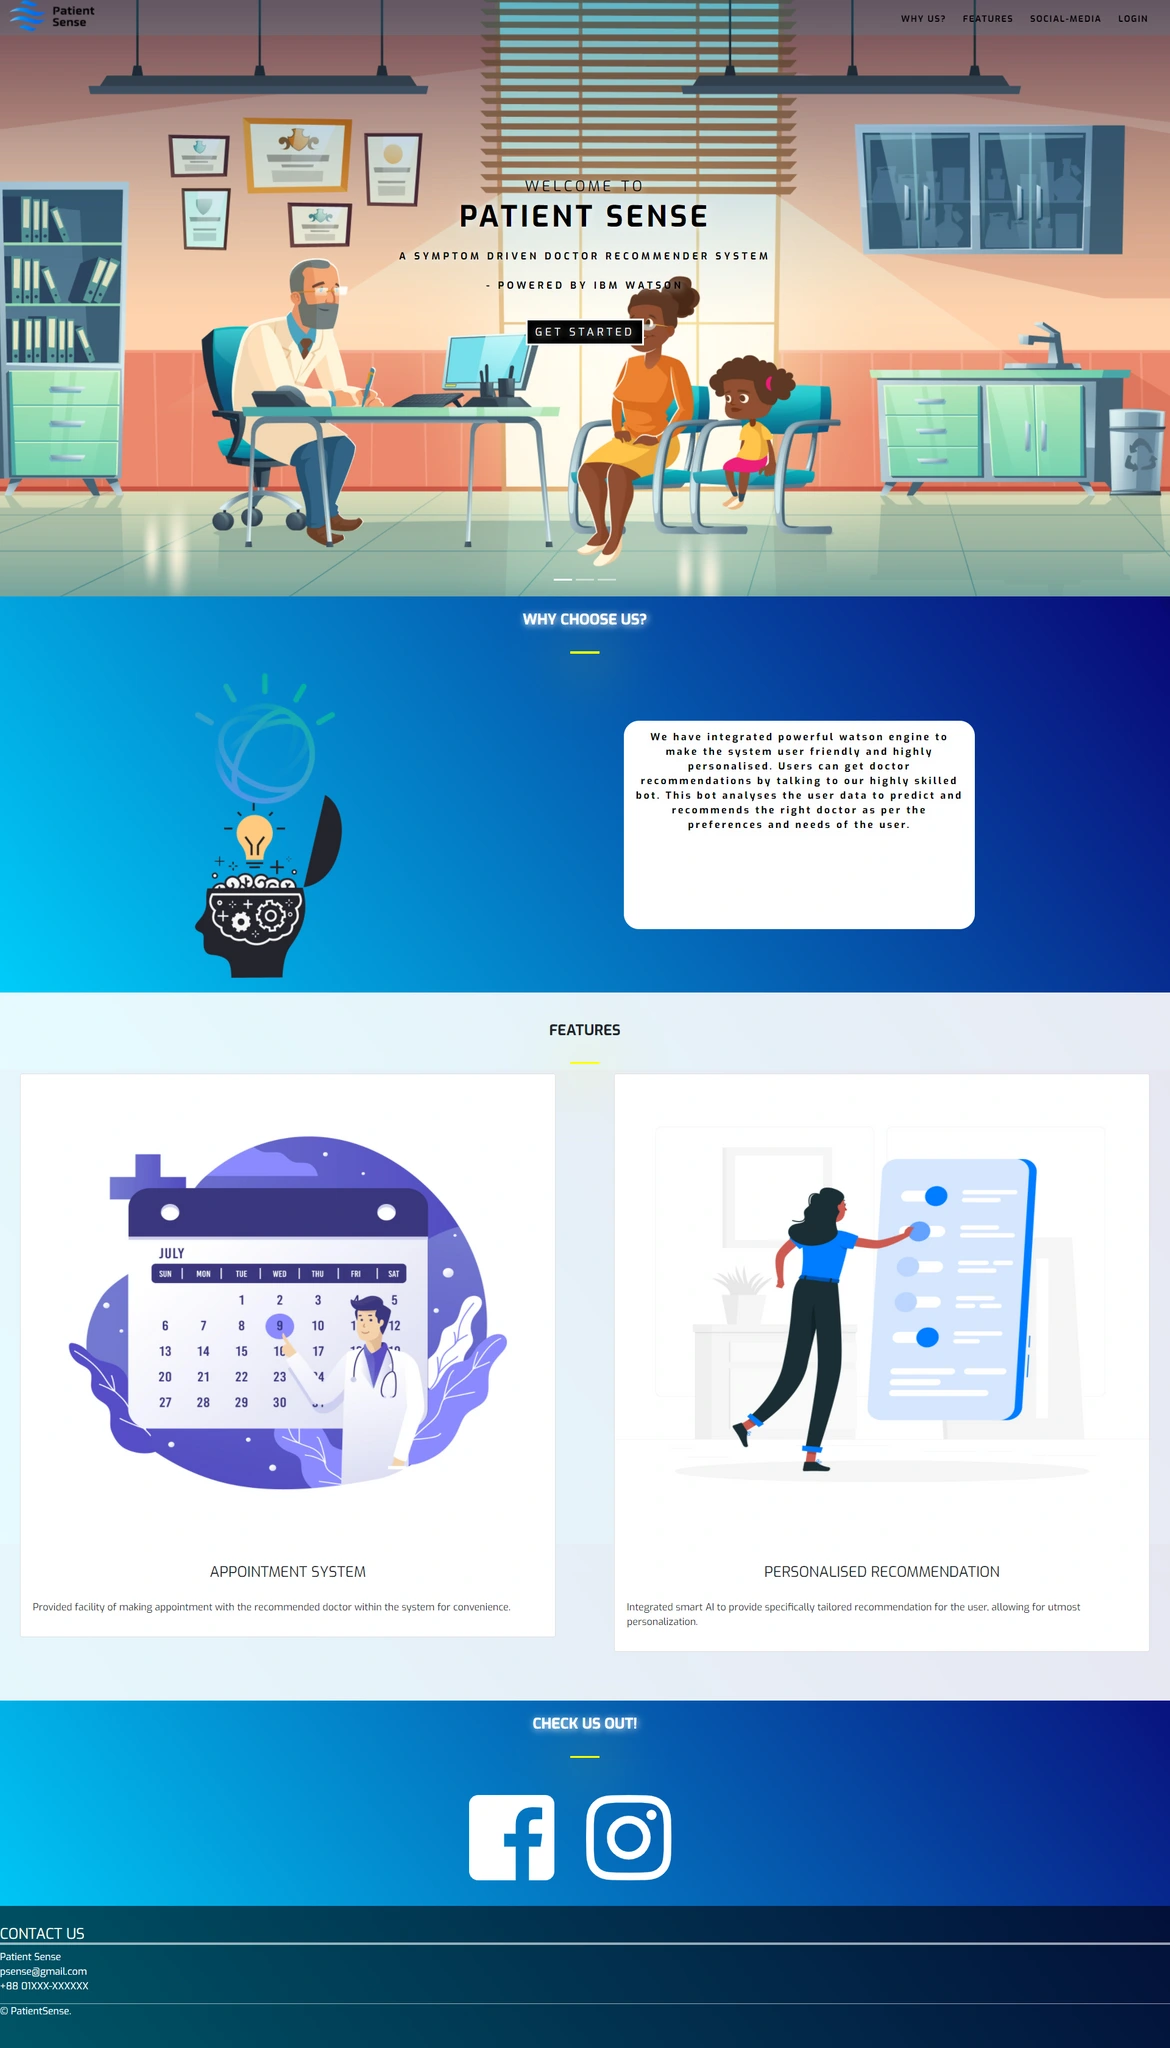 Patient
Sense
WHY US?
FEATURES
SOCIAL-MEDIA
LOGIN
WELCOME TO
PATIENT SENSE
A SYMPTOM DRIVEN DOCTOR RECOMMENDER SYSTEM
- POWERED BY IBM WATSON
GET STARTED
WHY CHOOSE US?
We have integrated powerful watson engine to
make the system user friendly and highly
personalised. Users can get doctor
recommendations by talking to our highly skilled
bot. This bot analyses the user data to predict and
recommends the right doctor as per the
preferences and needs of the user.
FEATURES
JULY
SUN MON TUE WED THU FRI SAT
1 2 3 4 5
6 7 8 9 10 12
13 14 15 16 17
20 21 22 23
27 28 29 30
APPOINTMENT SYSTEM
Provided facility of making appointment with the recommended doctor within the system for convenience.
PERSONALISED RECOMMENDATION
Integrated smart AI to provide specifically tailored recommendation for the user, allowing for utmost
personalization.
CHECK US OUT!
CONTACT US
Patient Sense
psense@gmail.com
+88 01XXX-XXXXXX
© PatientSense.